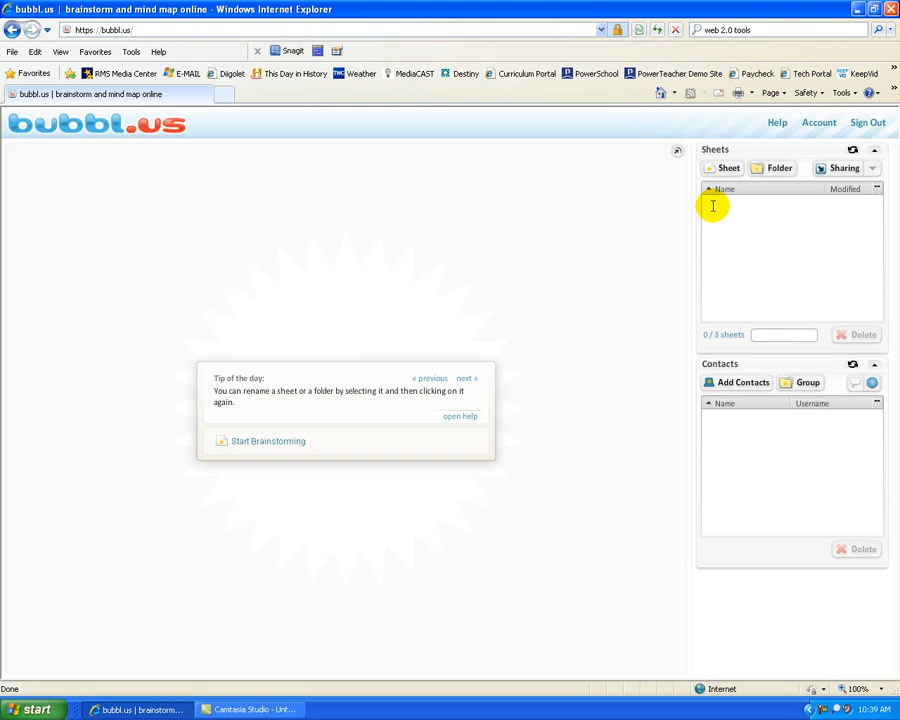 bubbl.us | brainstorm and mind map online - Windows Internet Explorer
https://bubbl.us/
web 2.0 tools
File Edit View Favorites Tools Help
Snagit
Favorites RMS Media Center E-MAIL Diigolet This Day in History Weather MediaCAST Destiny Curriculum Portal PowerSchool PowerTeacher Demo Site Paycheck Tech Portal KeepVid
bubbl.us | brainstorm and mind map online
Page Safety Tools
bubbl.us
Help Account Sign Out
Sheets
Sheet Folder Sharing
Name Modified
0 / 3 sheets Delete
Contacts
Add Contacts Group
Name Username
Delete
Tip of the day: « previous next »
You can rename a sheet or a folder by selecting it and then clicking on it
again.
open help
Start Brainstorming
Done Internet 100%
start bubbl.us | brainstorm... Camtasia Studio - Unt... 10:39 AM